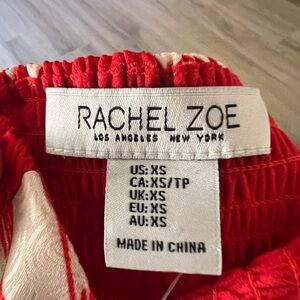 RACHEL ZOE
LOS ANGELES NEW YORK
US:XS
CA:XS/TP
UK:XS
EU:XS
AU:XS
MADE IN CHINA